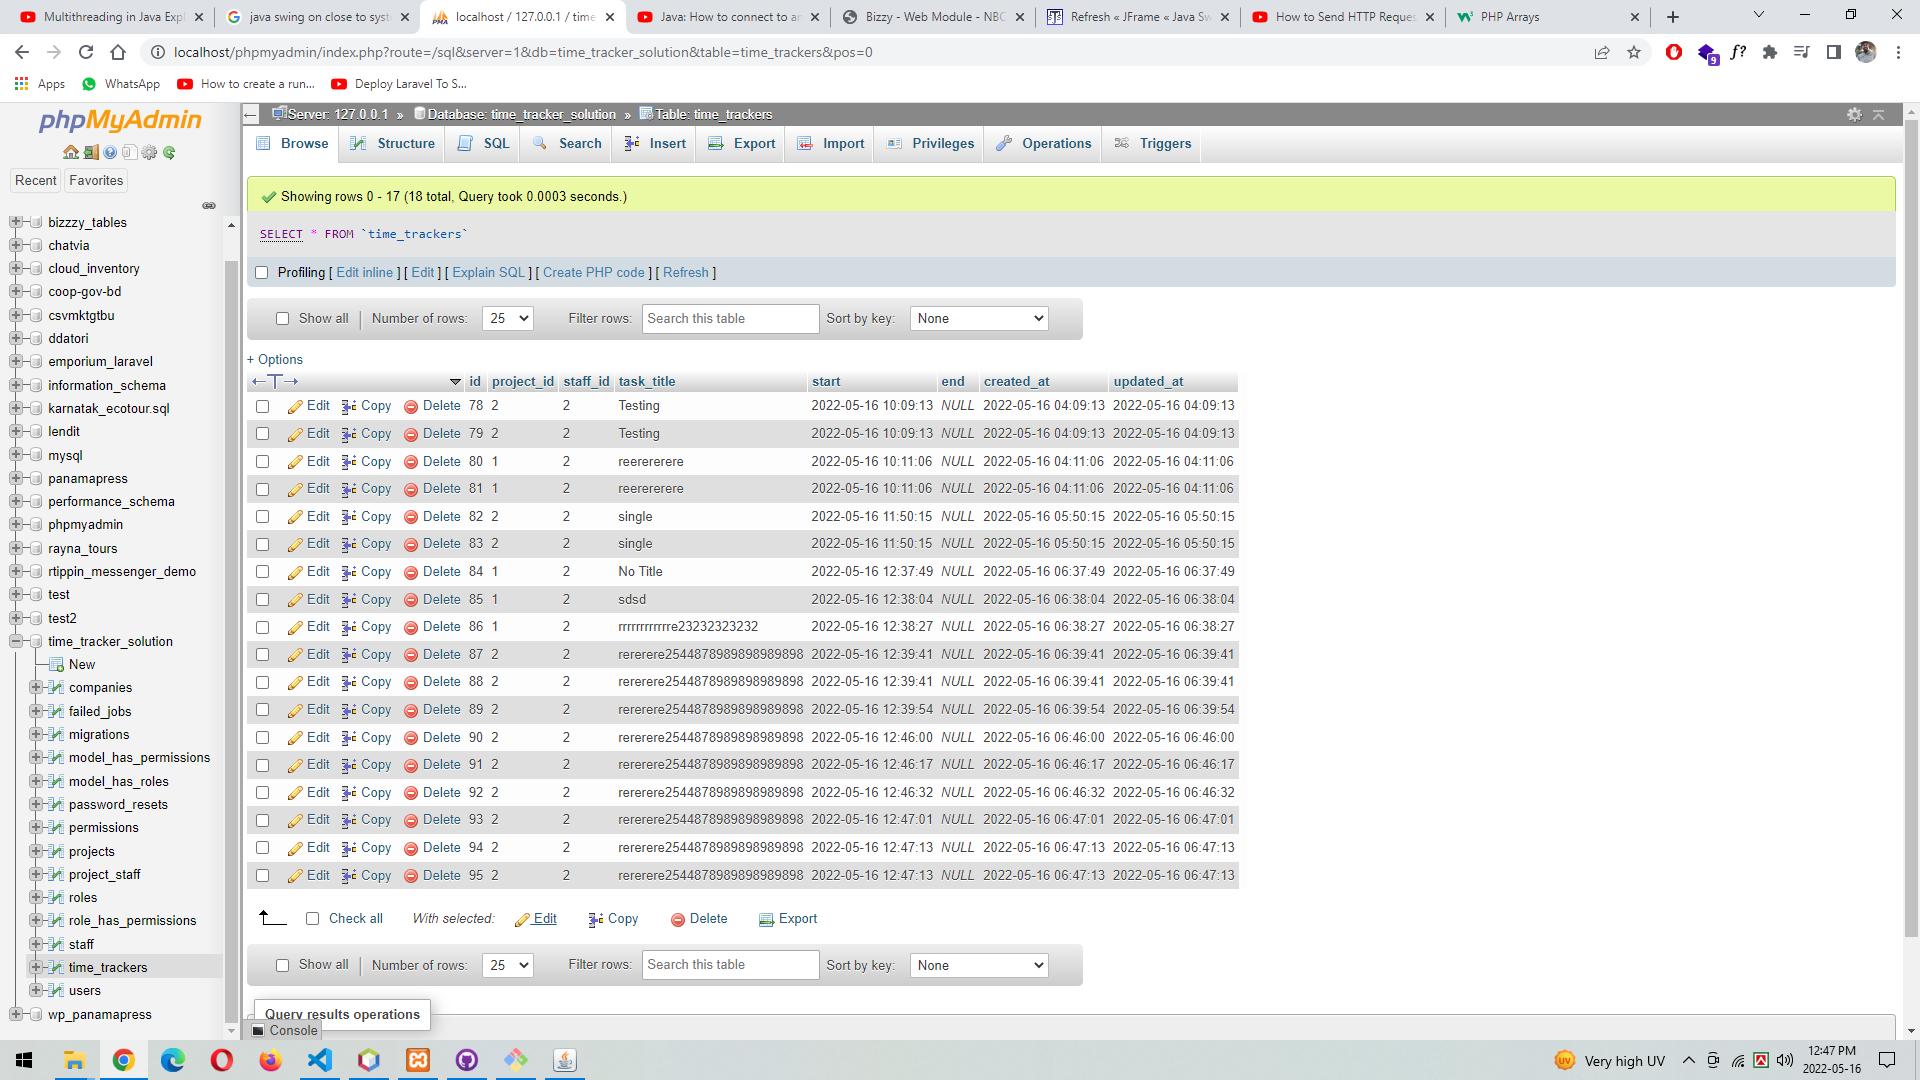 Multithreading in Java Expl
java swing on close to syst
localhost / 127.0.0.1 / time
Java: How to connect to an
Bizzy - Web Module - NBC
Refresh « JFrame « Java Sw
How to Send HTTP Reques
PHP Arrays
localhost/phpmyadmin/index.php?route=/sql&server=1&db=time_tracker_solution&table=time_trackers&pos=0
Apps
WhatsApp
How to create a run...
Deploy Laravel To S...
phpMyAdmin
Recent
Favorites
bizzzy_tables
chatvia
cloud_inventory
coop-gov-bd
csvmktgtbu
ddatori
emporium_laravel
information_schema
karnatak_ecotour.sql
lendit
mysql
panamapress
performance_schema
phpmyadmin
rayna_tours
rtippin_messenger_demo
test
test2
time_tracker_solution
New
companies
failed_jobs
migrations
model_has_permissions
model_has_roles
password_resets
permissions
projects
project_staff
roles
role_has_permissions
staff
time_trackers
users
wp_panamapress
Server: 127.0.0.1 » Database: time_tracker_solution » Table: time_trackers
Browse Structure SQL Search Insert Export Import Privileges Operations Triggers
Showing rows 0 - 17 (18 total, Query took 0.0003 seconds.)
SELECT * FROM `time_trackers`
Profiling [ Edit inline ] [ Edit ] [ Explain SQL ] [ Create PHP code ] [ Refresh ]
Show all Number of rows: 25 Filter rows: Search this table Sort by key: None
+ Options
id project_id staff_id task_title start end created_at updated_at
Edit Copy Delete 78 2 2 Testing 2022-05-16 10:09:13 NULL 2022-05-16 04:09:13 2022-05-16 04:09:13
Edit Copy Delete 79 2 2 Testing 2022-05-16 10:09:13 NULL 2022-05-16 04:09:13 2022-05-16 04:09:13
Edit Copy Delete 80 1 2 reerererere 2022-05-16 10:11:06 NULL 2022-05-16 04:11:06 2022-05-16 04:11:06
Edit Copy Delete 81 1 2 reerererere 2022-05-16 10:11:06 NULL 2022-05-16 04:11:06 2022-05-16 04:11:06
Edit Copy Delete 82 2 2 single 2022-05-16 11:50:15 NULL 2022-05-16 05:50:15 2022-05-16 05:50:15
Edit Copy Delete 83 2 2 single 2022-05-16 11:50:15 NULL 2022-05-16 05:50:15 2022-05-16 05:50:15
Edit Copy Delete 84 1 2 No Title 2022-05-16 12:37:49 NULL 2022-05-16 06:37:49 2022-05-16 06:37:49
Edit Copy Delete 85 1 2 sdsd 2022-05-16 12:38:04 NULL 2022-05-16 06:38:04 2022-05-16 06:38:04
Edit Copy Delete 86 1 2 rrrrrrrrrrrre23232323232 2022-05-16 12:38:27 NULL 2022-05-16 06:38:27 2022-05-16 06:38:27
Edit Copy Delete 87 2 2 rererere2544878989898989898 2022-05-16 12:39:41 NULL 2022-05-16 06:39:41 2022-05-16 06:39:41
Edit Copy Delete 88 2 2 rererere2544878989898989898 2022-05-16 12:39:41 NULL 2022-05-16 06:39:41 2022-05-16 06:39:41
Edit Copy Delete 89 2 2 rererere2544878989898989898 2022-05-16 12:39:54 NULL 2022-05-16 06:39:54 2022-05-16 06:39:54
Edit Copy Delete 90 2 2 rererere2544878989898989898 2022-05-16 12:46:00 NULL 2022-05-16 06:46:00 2022-05-16 06:46:00
Edit Copy Delete 91 2 2 rererere2544878989898989898 2022-05-16 12:46:17 NULL 2022-05-16 06:46:17 2022-05-16 06:46:17
Edit Copy Delete 92 2 2 rererere2544878989898989898 2022-05-16 12:46:32 NULL 2022-05-16 06:46:32 2022-05-16 06:46:32
Edit Copy Delete 93 2 2 rererere2544878989898989898 2022-05-16 12:47:01 NULL 2022-05-16 06:47:01 2022-05-16 06:47:01
Edit Copy Delete 94 2 2 rererere2544878989898989898 2022-05-16 12:47:13 NULL 2022-05-16 06:47:13 2022-05-16 06:47:13
Edit Copy Delete 95 2 2 rererere2544878989898989898 2022-05-16 12:47:13 NULL 2022-05-16 06:47:13 2022-05-16 06:47:13
Check all With selected: Edit Copy Delete Export
Show all Number of rows: 25 Filter rows: Search this table Sort by key: None
Query results operations
Console
Very high UV
12:47 PM
2022-05-16